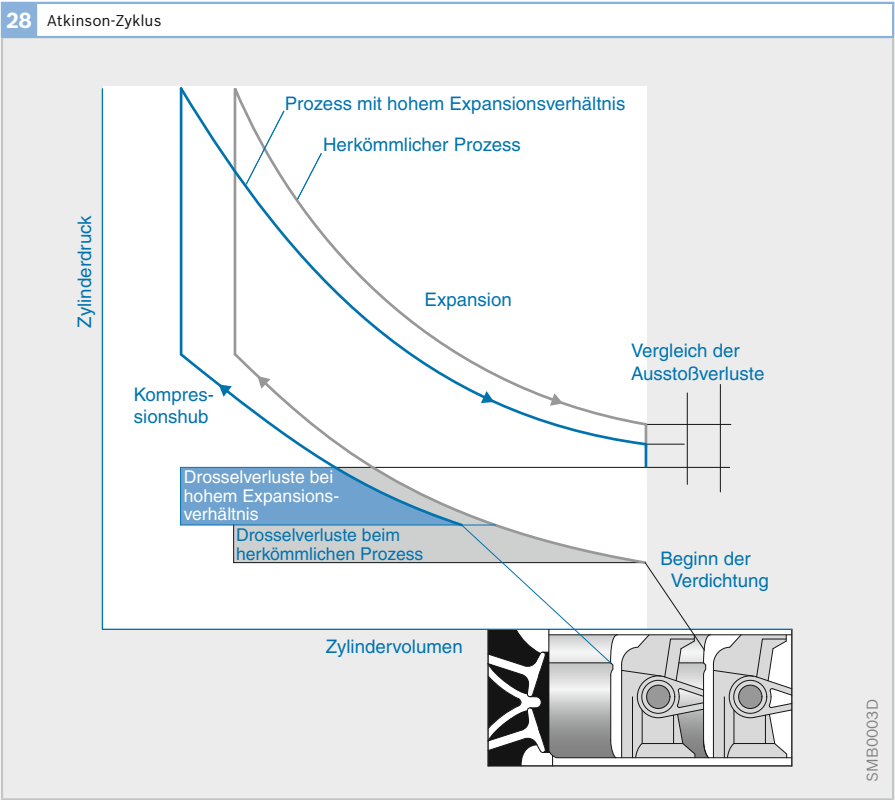 28 Atkinson-Zyklus
Prozess mit hohem Expansionsverhältnis
Herkömmlicher Prozess
Zylinderdruck
Expansion
Vergleich der
Ausstoßverluste
Kompres-
sionshub
Drosselverluste bei
hohem Expansions-
verhältnis
Drosselverluste beim
herkömmlichen Prozess
Beginn der
Verdichtung
Zylindervolumen
SMB0003D